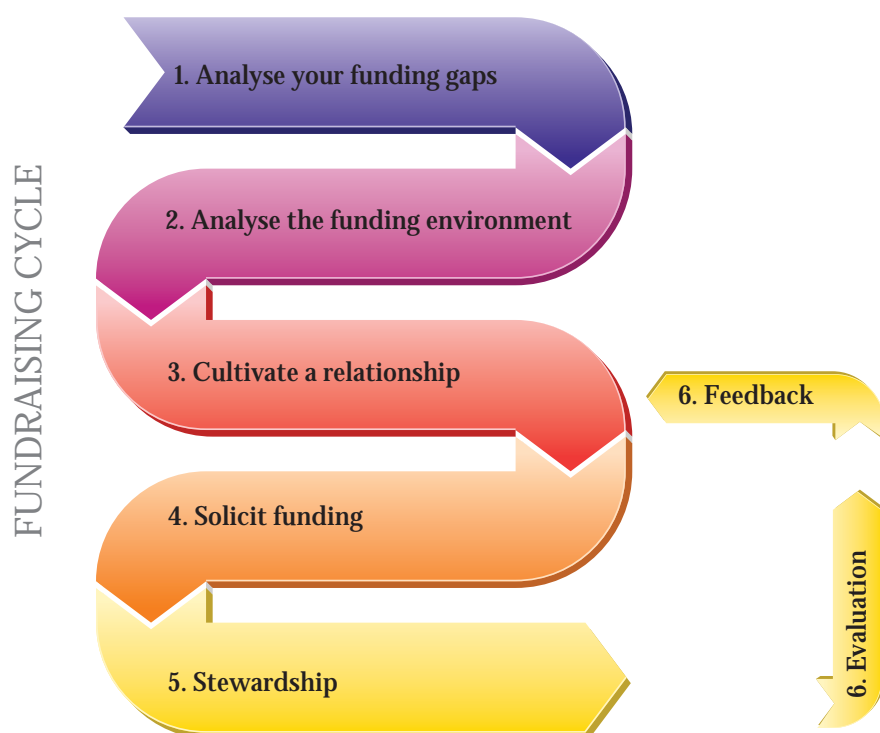 FUNDRAISING CYCLE
1. Analyse your funding gaps
2. Analyse the funding environment
3. Cultivate a relationship
6. Feedback
4. Solicit funding
6. Evaluation
5. Stewardship